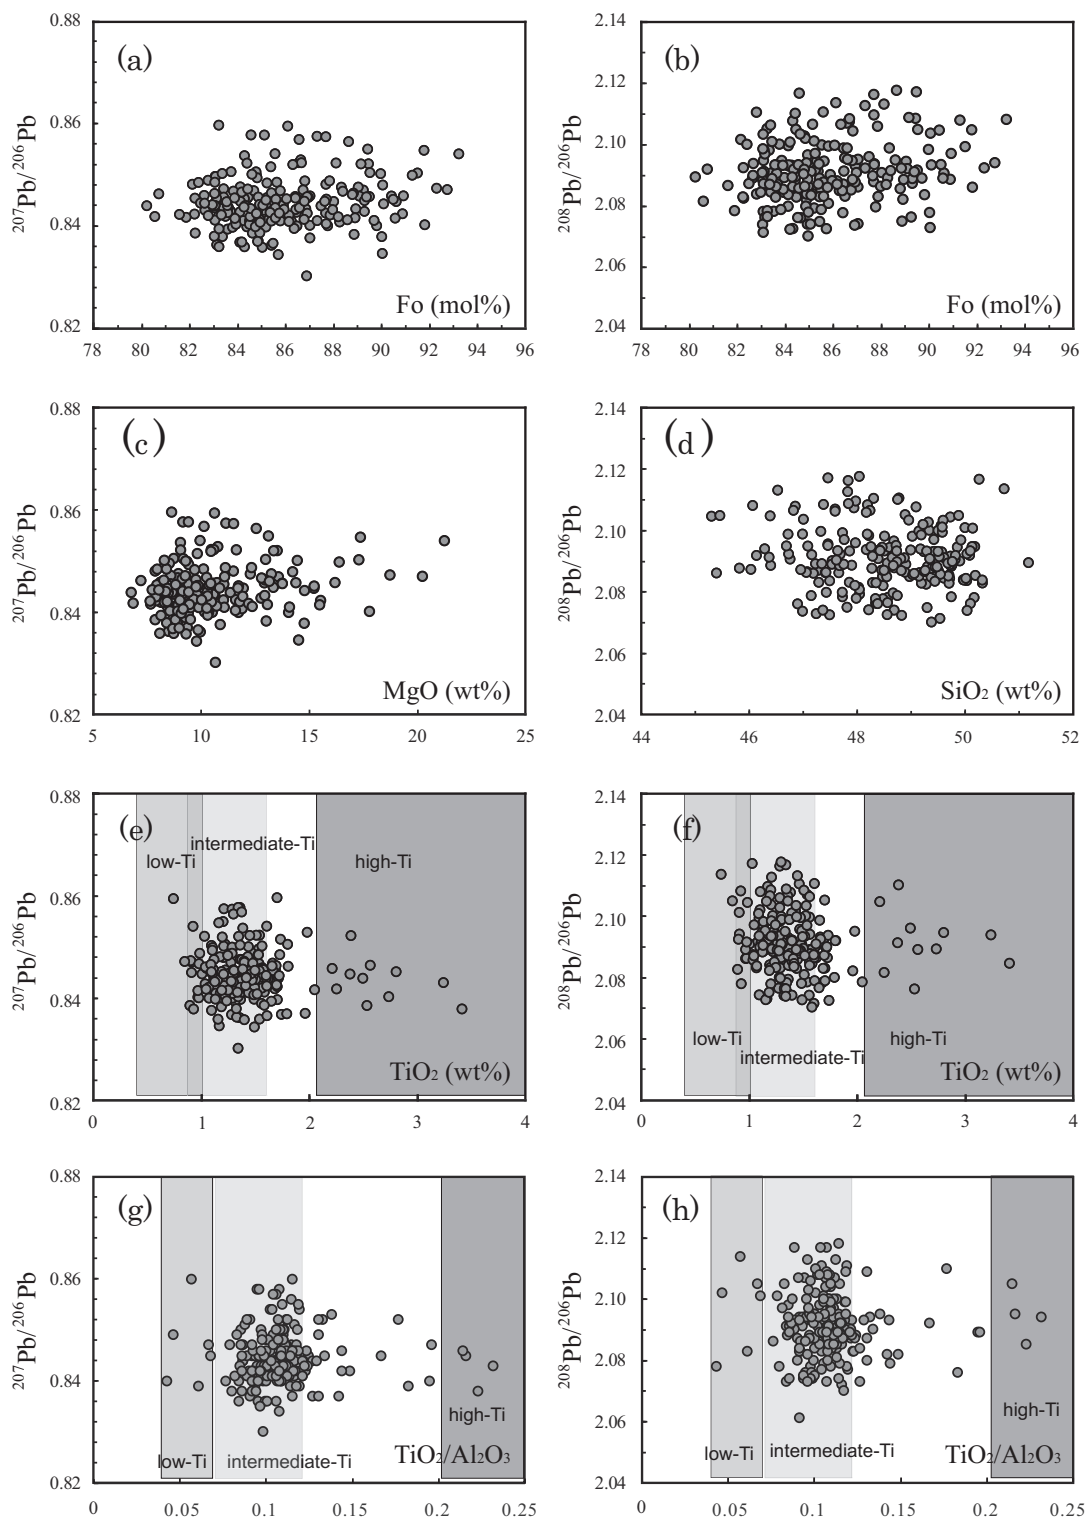 0.88
(a)
0.86
²⁰⁷Pb/²⁰⁶Pb
0.84
Fo (mol%)
0.82
78 80 82 84 86 88 90 92 94 96
2.14
(b)
2.12
2.10
²⁰⁸Pb/²⁰⁶Pb
2.08
2.06
Fo (mol%)
2.04
78 80 82 84 86 88 90 92 94 96
0.88
(c)
0.86
²⁰⁷Pb/²⁰⁶Pb
0.84
MgO (wt%)
0.82
5 10 15 20 25
2.14
(d)
2.12
2.10
²⁰⁸Pb/²⁰⁶Pb
2.08
2.06
SiO₂ (wt%)
2.04
44 46 48 50 52
0.88
(e)
intermediate-Ti
low-Ti high-Ti
0.86
²⁰⁷Pb/²⁰⁶Pb
0.84
TiO₂ (wt%)
0.82
0 1 2 3 4
2.14
(f)
2.12
2.10
²⁰⁸Pb/²⁰⁶Pb
2.08
2.06
low-Ti high-Ti
intermediate-Ti
TiO₂ (wt%)
2.04
0 1 2 3 4
0.88
(g)
0.86
²⁰⁷Pb/²⁰⁶Pb
0.84
high-Ti
TiO₂/Al₂O₃
low-Ti intermediate-Ti
0.82
0 0.05 0.1 0.15 0.2 0.25
2.14
(h)
2.12
2.10
²⁰⁸Pb/²⁰⁶Pb
2.08
2.06
high-Ti
low-Ti intermediate-Ti
TiO₂/Al₂O₃
2.04
0 0.05 0.1 0.15 0.2 0.25